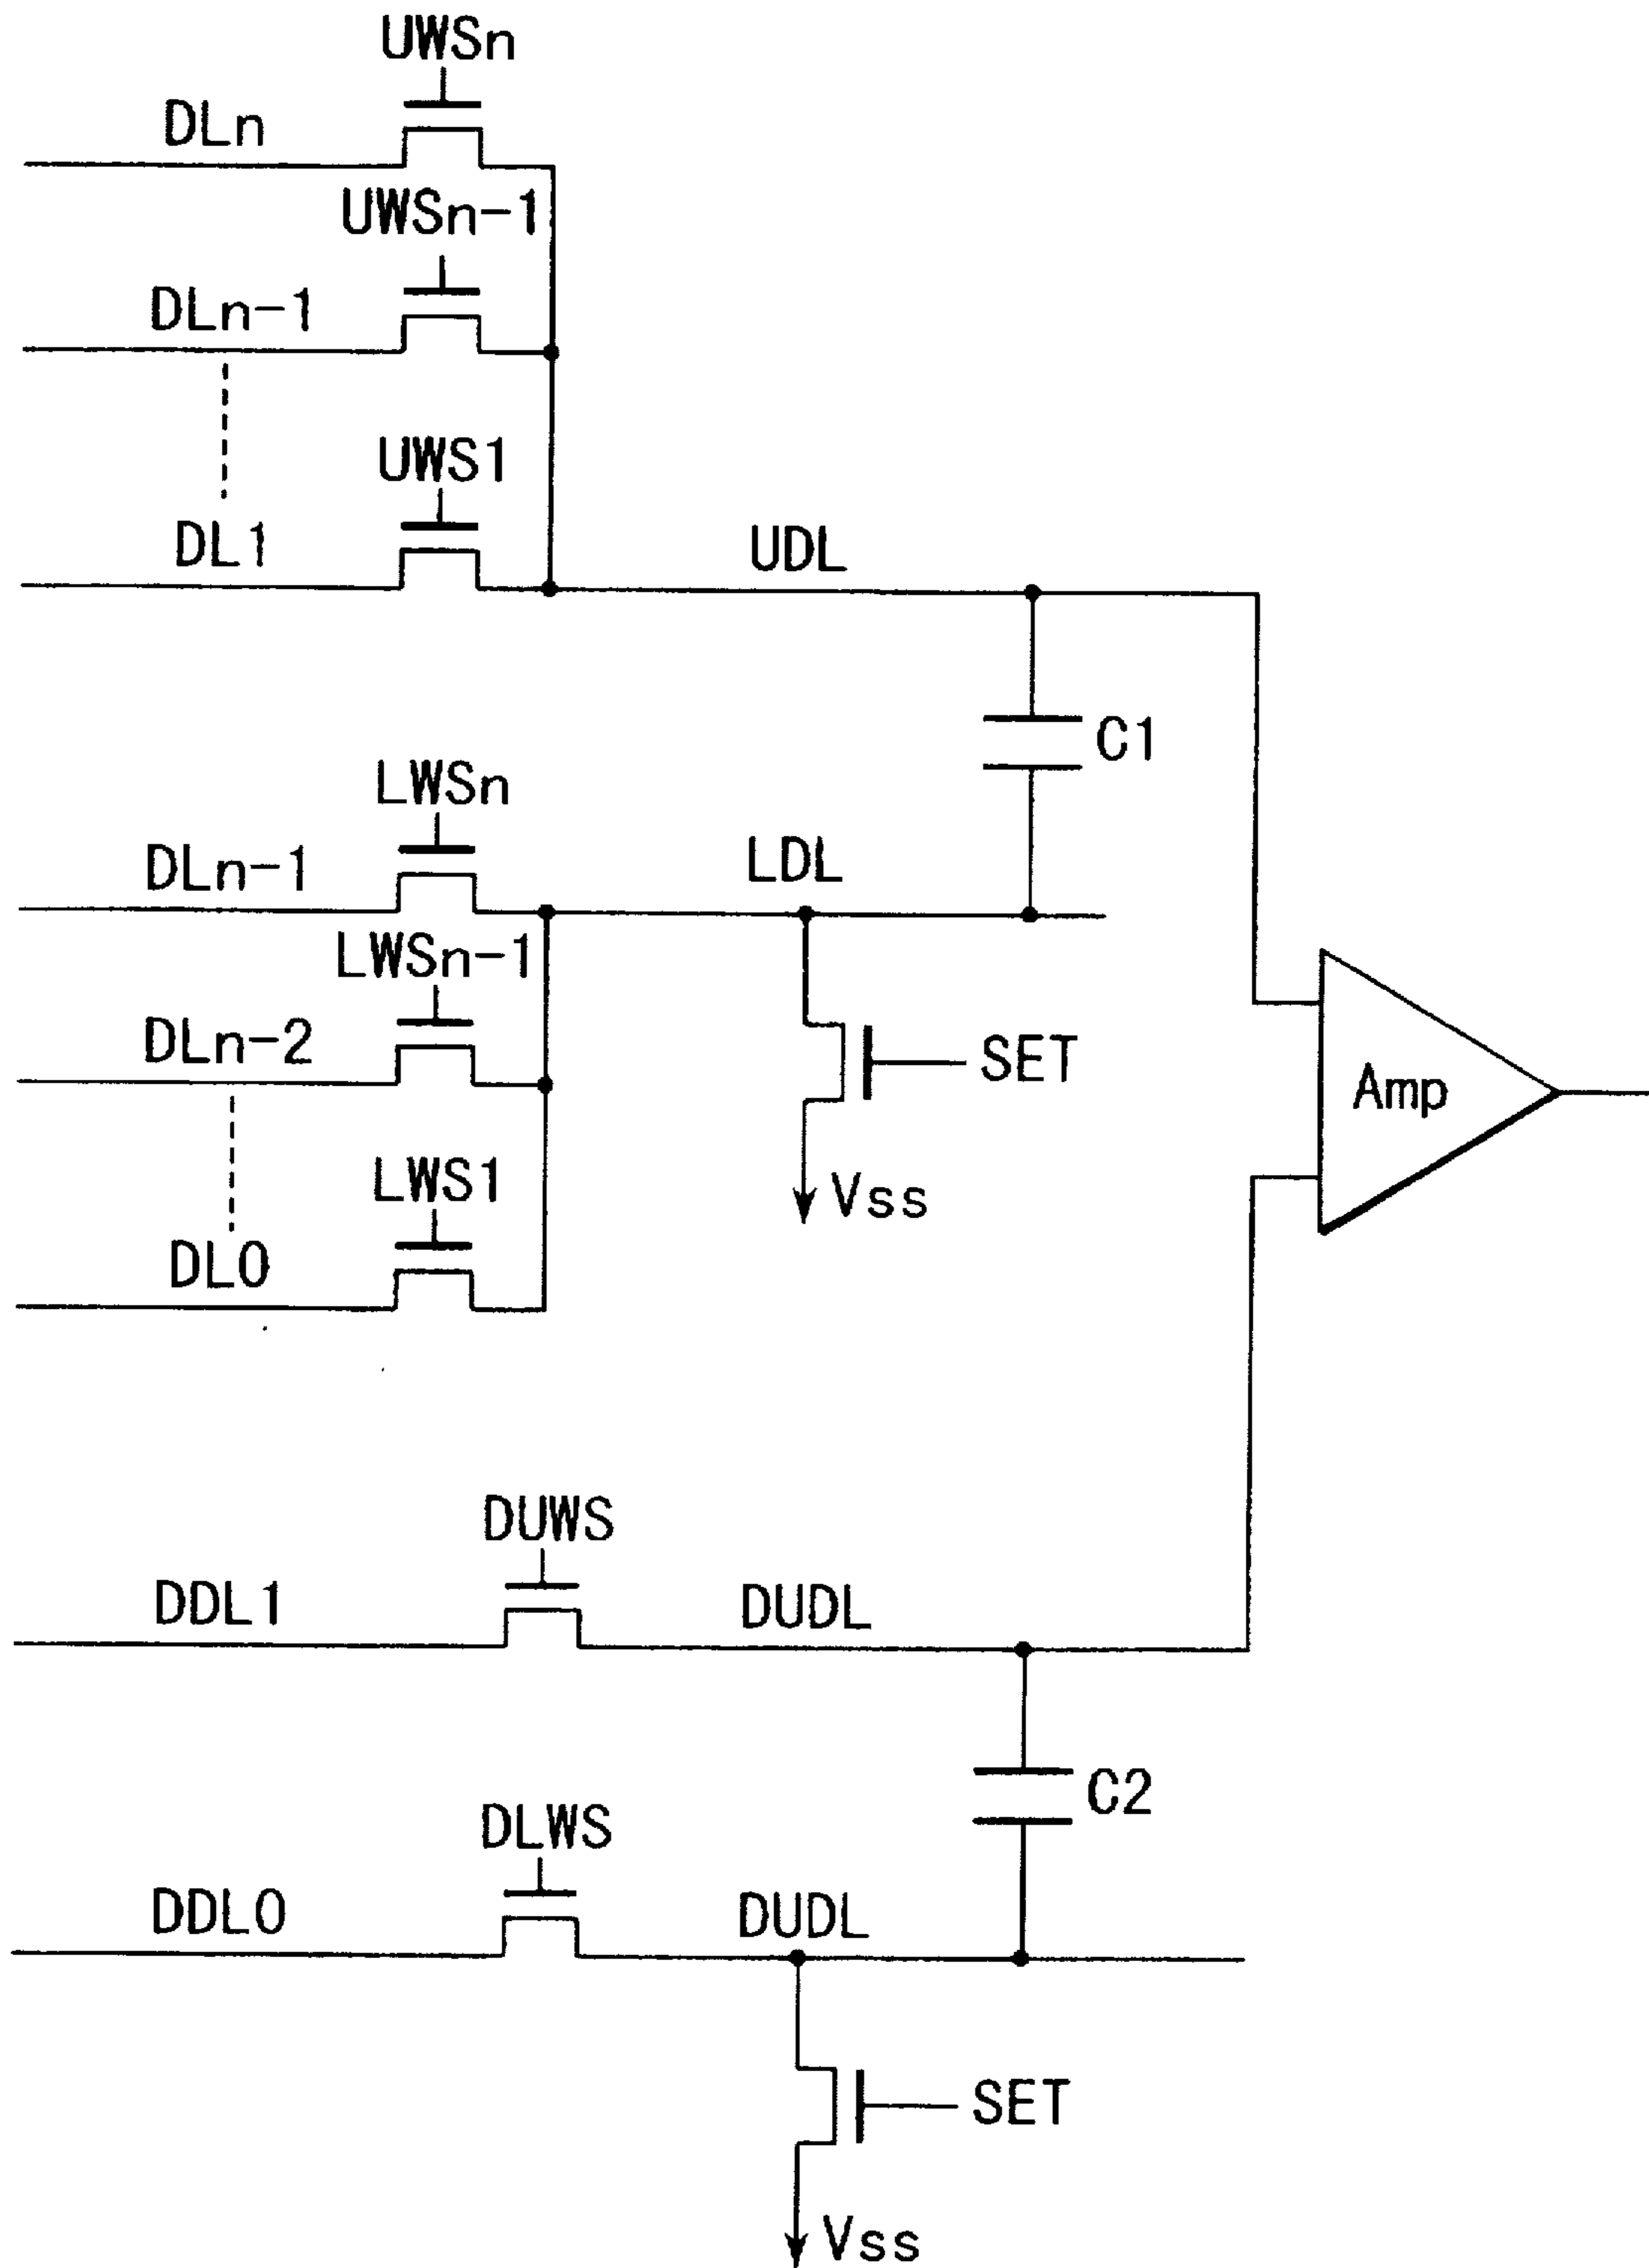 UWSn
DLn
UWSn-1
DLn-1
UWS1
DL1
UDL
C1
LWSn
DLn-1
LDL
LWSn-1
DLn-2
SET
Amp
LWS1
Vss
DL0
DUWS
DDL1
DUDL
C2
DLWS
DDL0
DUDL
SET
Vss